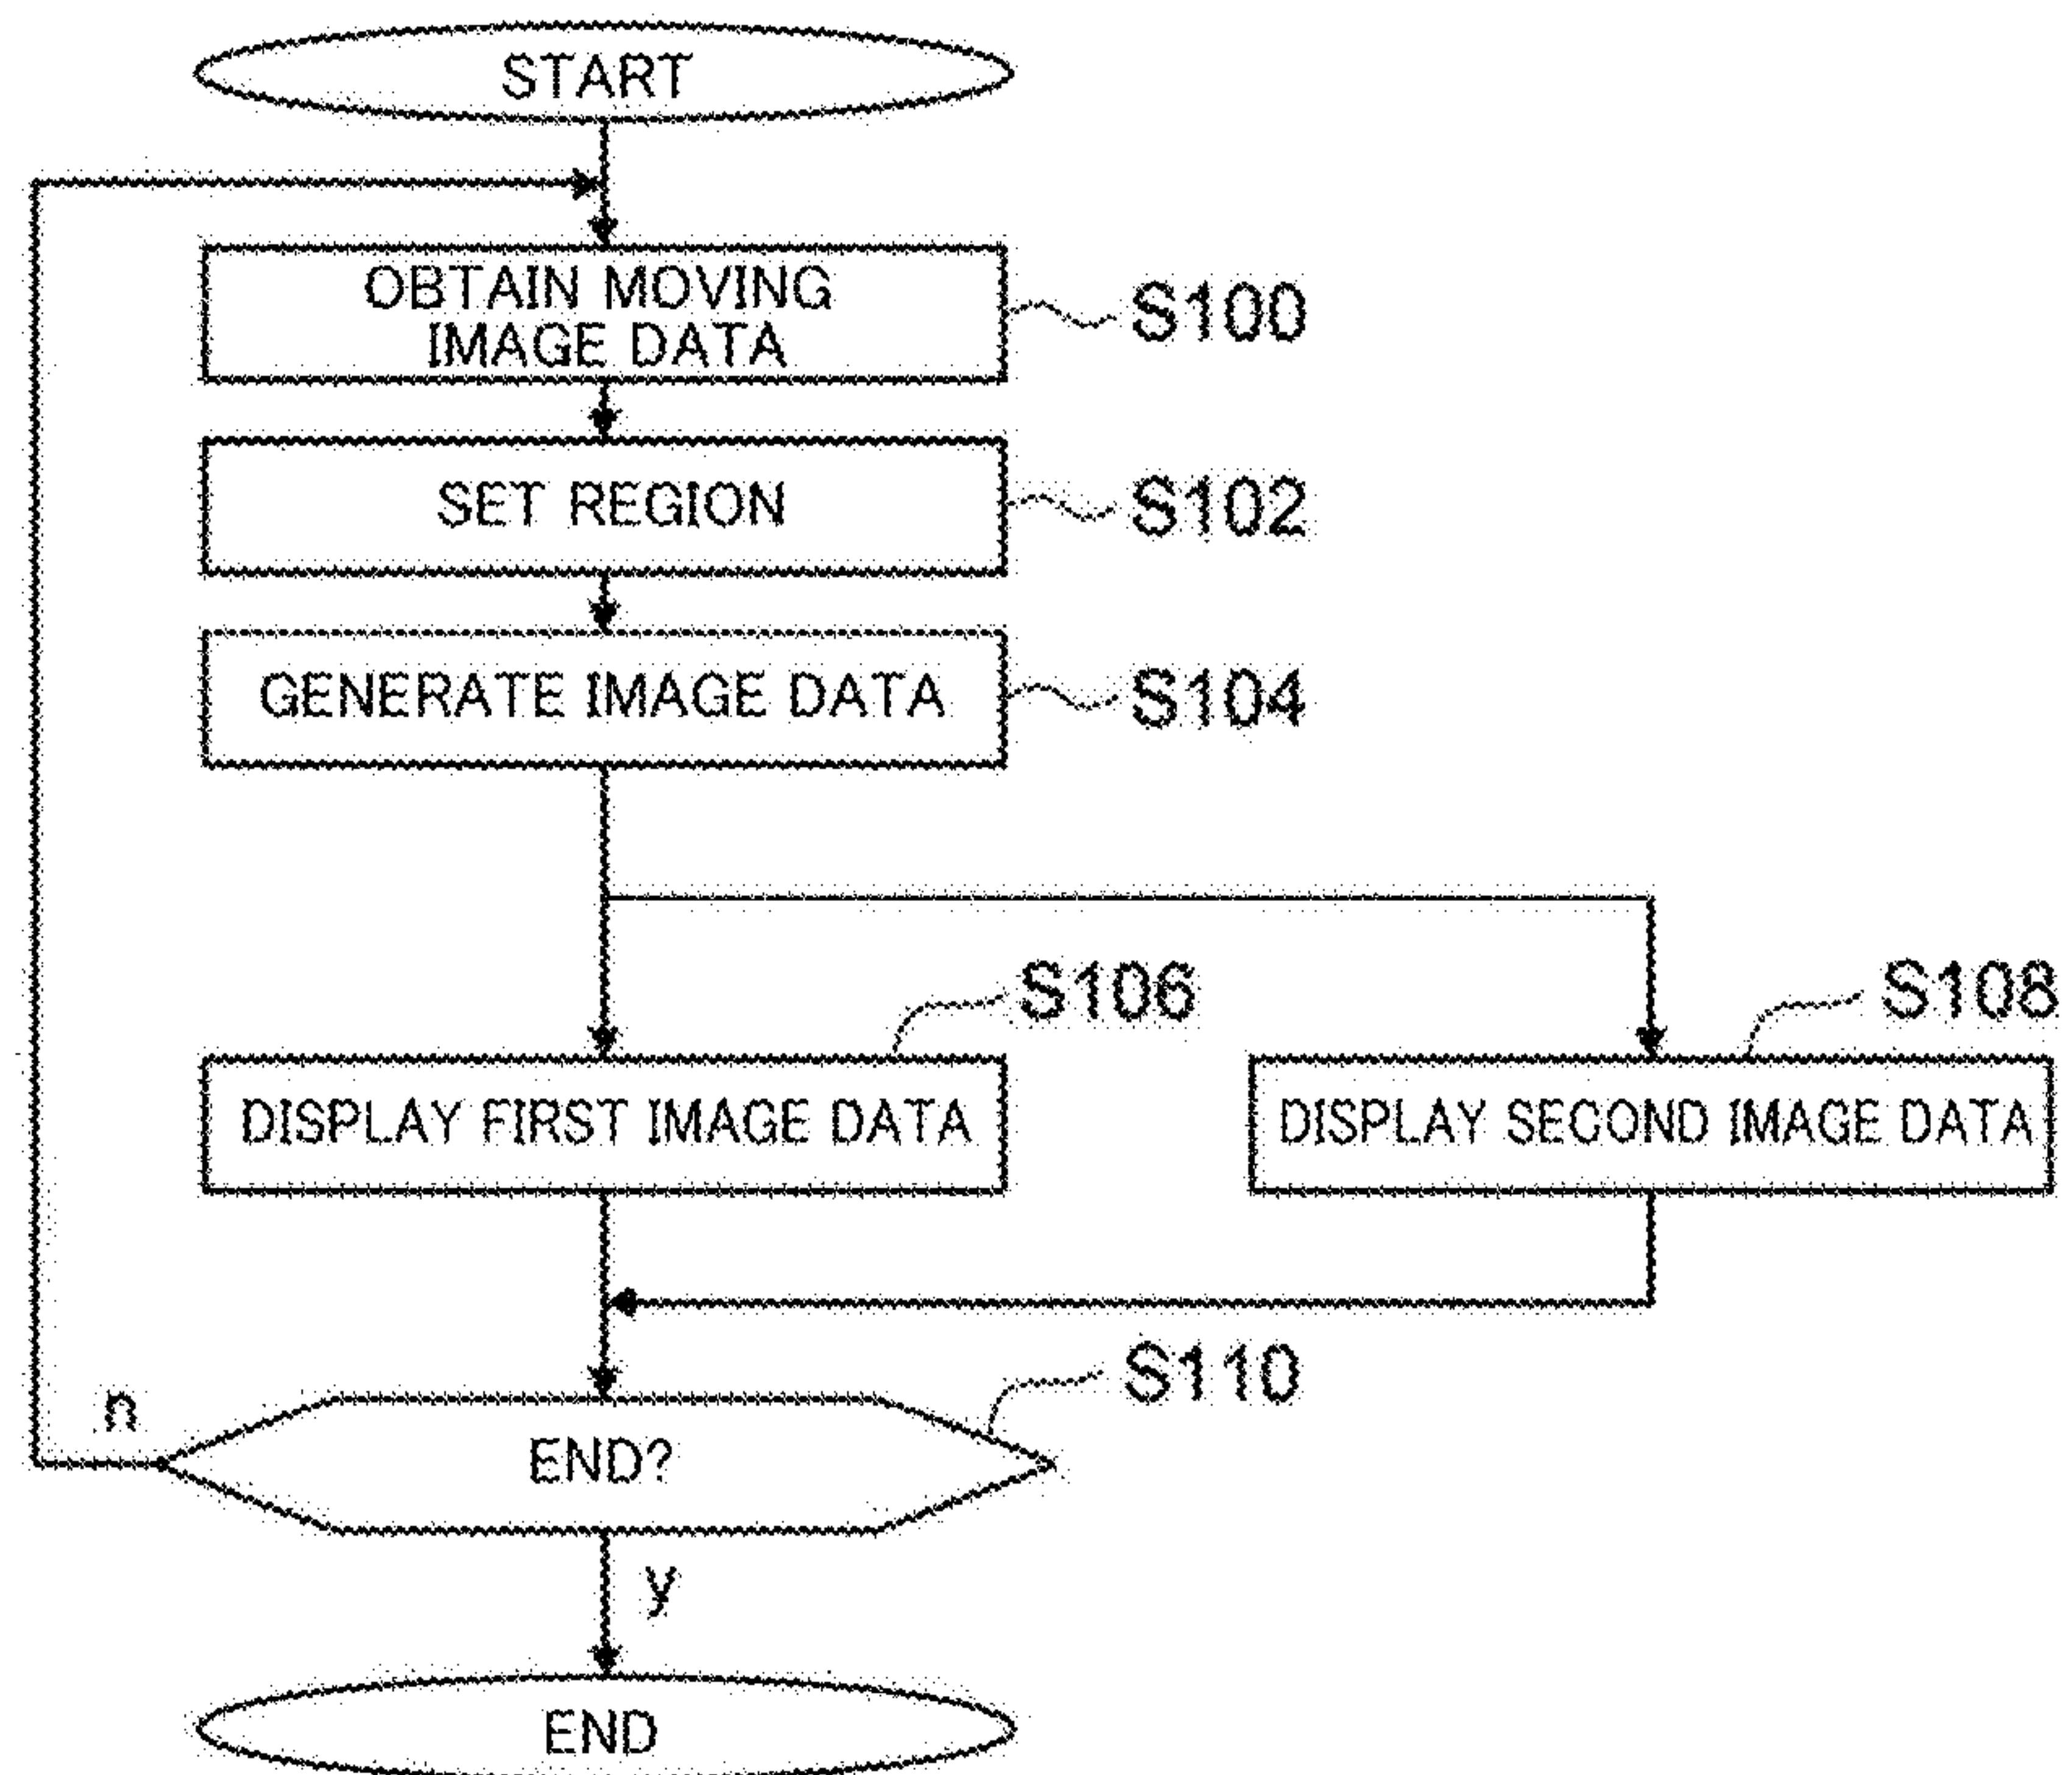 START
OBTAIN MOVING
IMAGE DATA
S100
SET REGION
S102
GENERATE IMAGE DATA
S104
S106
S108
DISPLAY FIRST IMAGE DATA
DISPLAY SECOND IMAGE DATA
S110
n
END?
y
END